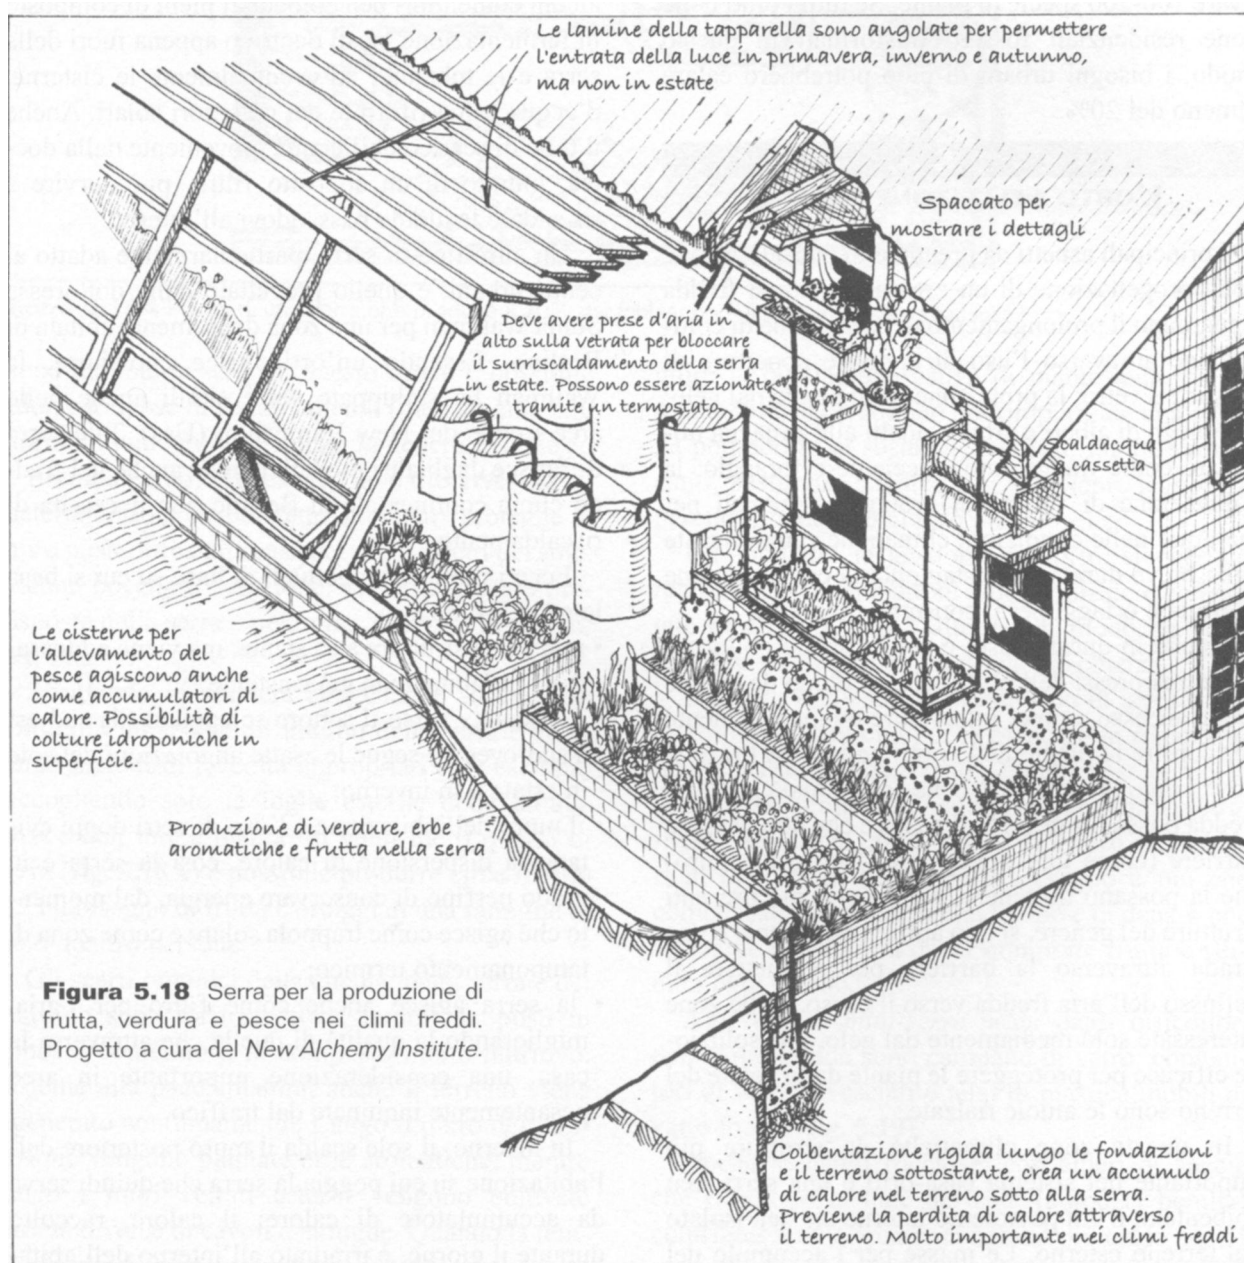 Le lamine della tapparella sono angolate per permettere
l'entrata della luce in primavera, inverno e autunno,
ma non in estate
Spaccato per
mostrare i dettagli
Deve avere prese d'aria in
alto sulla vetrata per bloccare
il surriscaldamento della serra
in estate. Possono essere azionate
tramite un termostato.
Scaldacqua
a cassetta
Le cisterne per
l'allevamento del
pesce agiscono anche
come accumulatori di
calore. Possibilità di
colture idroponiche in
superficie.
Produzione di verdure, erbe
aromatiche e frutta nella serra
Figura 5.18 Serra per la produzione di
frutta, verdura e pesce nei climi freddi.
Progetto a cura del New Alchemy Institute.
Coibentazione rigida lungo le fondazioni
e il terreno sottostante, crea un accumulo
di calore nel terreno sotto alla serra.
Previene la perdita di calore attraverso
il terreno. Molto importante nei climi freddi